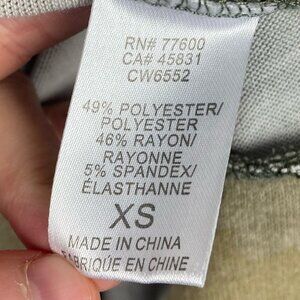 RN# 77600
CA# 45831
CW6552
49% POLYESTER/
POLYESTER
46% RAYON/
RAYONNE
5% SPANDEX/
ÉLASTHANNE
XS
MADE IN CHINA
FABRIQUÉ EN CHINE